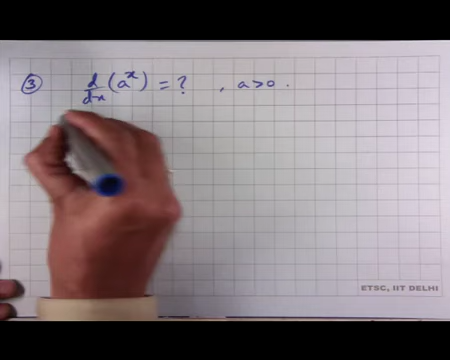 ③ d/dx (a^x) = ? , a > 0 .
ETSC, IIT DELHI